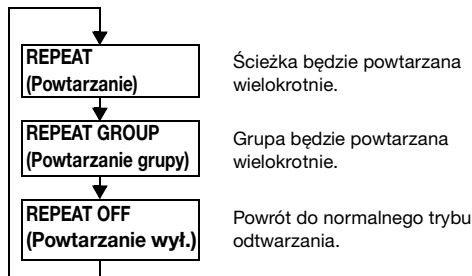 REPEAT
(Powtarzanie)
Ścieżka będzie powtarzana
wielokrotnie.
REPEAT GROUP
(Powtarzanie grupy)
Grupa będzie powtarzana
wielokrotnie.
REPEAT OFF
(Powtarzanie wył.)
Powrót do normalnego trybu
odtwarzania.